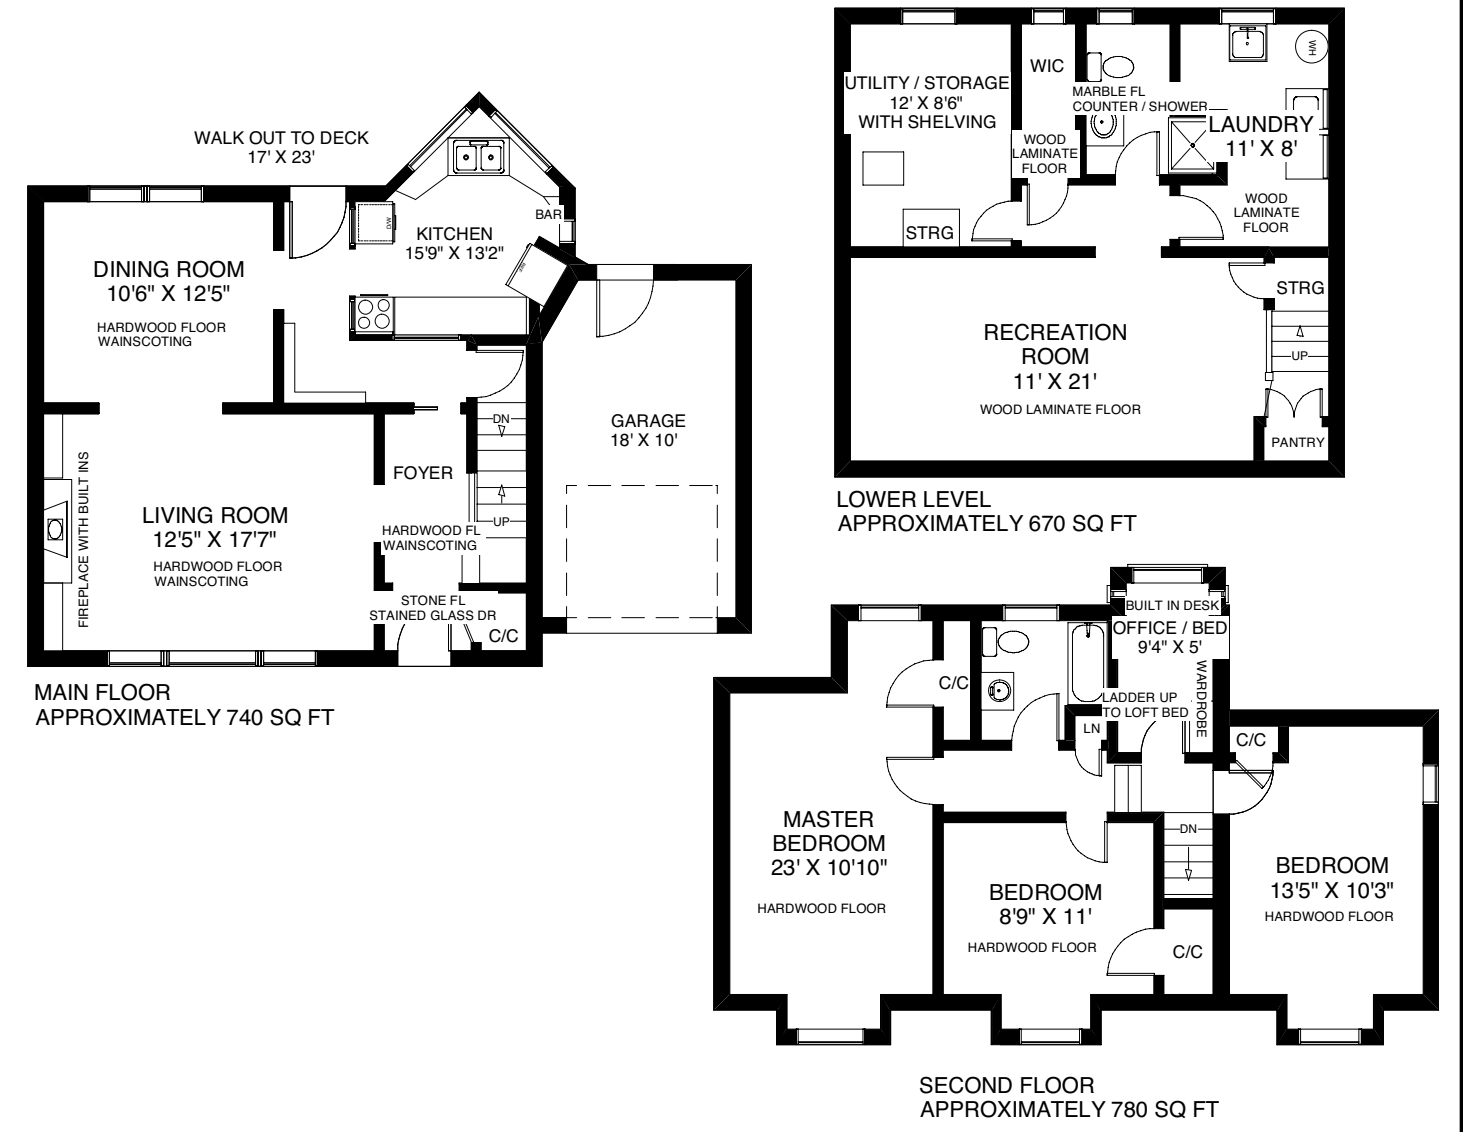 WALK OUT TO DECK
17' X 23'
BAR
D/W
KITCHEN
15'9" X 13'2"
DINING ROOM
10'6" X 12'5"
HARDWOOD FLOOR
WAINSCOTING
DN
FOYER
GARAGE
18' X 10'
FIREPLACE WITH BUILT INS
LIVING ROOM
12'5" X 17'7"
HARDWOOD FLOOR
WAINSCOTING
UP
HARDWOOD FL
WAINSCOTING
STONE FL
STAINED GLASS DR
C/C
MAIN FLOOR
APPROXIMATELY 740 SQ FT
UTILITY / STORAGE
12' X 8'6"
WITH SHELVING
STRG
WIC
WOOD
LAMINATE
FLOOR
MARBLE FL
COUNTER / SHOWER
WH
LAUNDRY
11' X 8'
WOOD
LAMINATE
FLOOR
RECREATION
ROOM
11' X 21'
WOOD LAMINATE FLOOR
STRG
UP
PANTRY
LOWER LEVEL
APPROXIMATELY 670 SQ FT
BUILT IN DESK
OFFICE / BED
9'4" X 5'
WARDROBE
LADDER UP
TO LOFT BED
C/C
LN
C/C
DN
MASTER
BEDROOM
23' X 10'10"
HARDWOOD FLOOR
BEDROOM
8'9" X 11'
HARDWOOD FLOOR
C/C
BEDROOM
13'5" X 10'3"
HARDWOOD FLOOR
SECOND FLOOR
APPROXIMATELY 780 SQ FT